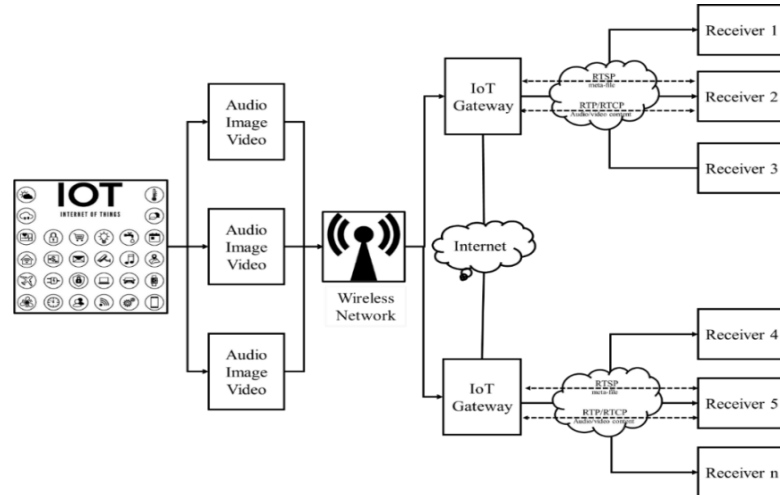 IOT
INTERNET OF THINGS
Audio
Image
Video
Audio
Image
Video
Audio
Image
Video
Wireless
Network
IoT
Gateway
Internet
IoT
Gateway
RTSP
meta-file
RTP/RTCP
Audio/video content
RTSP
meta-file
RTP/RTCP
Audio/video content
Receiver 1
Receiver 2
Receiver 3
Receiver 4
Receiver 5
Receiver n